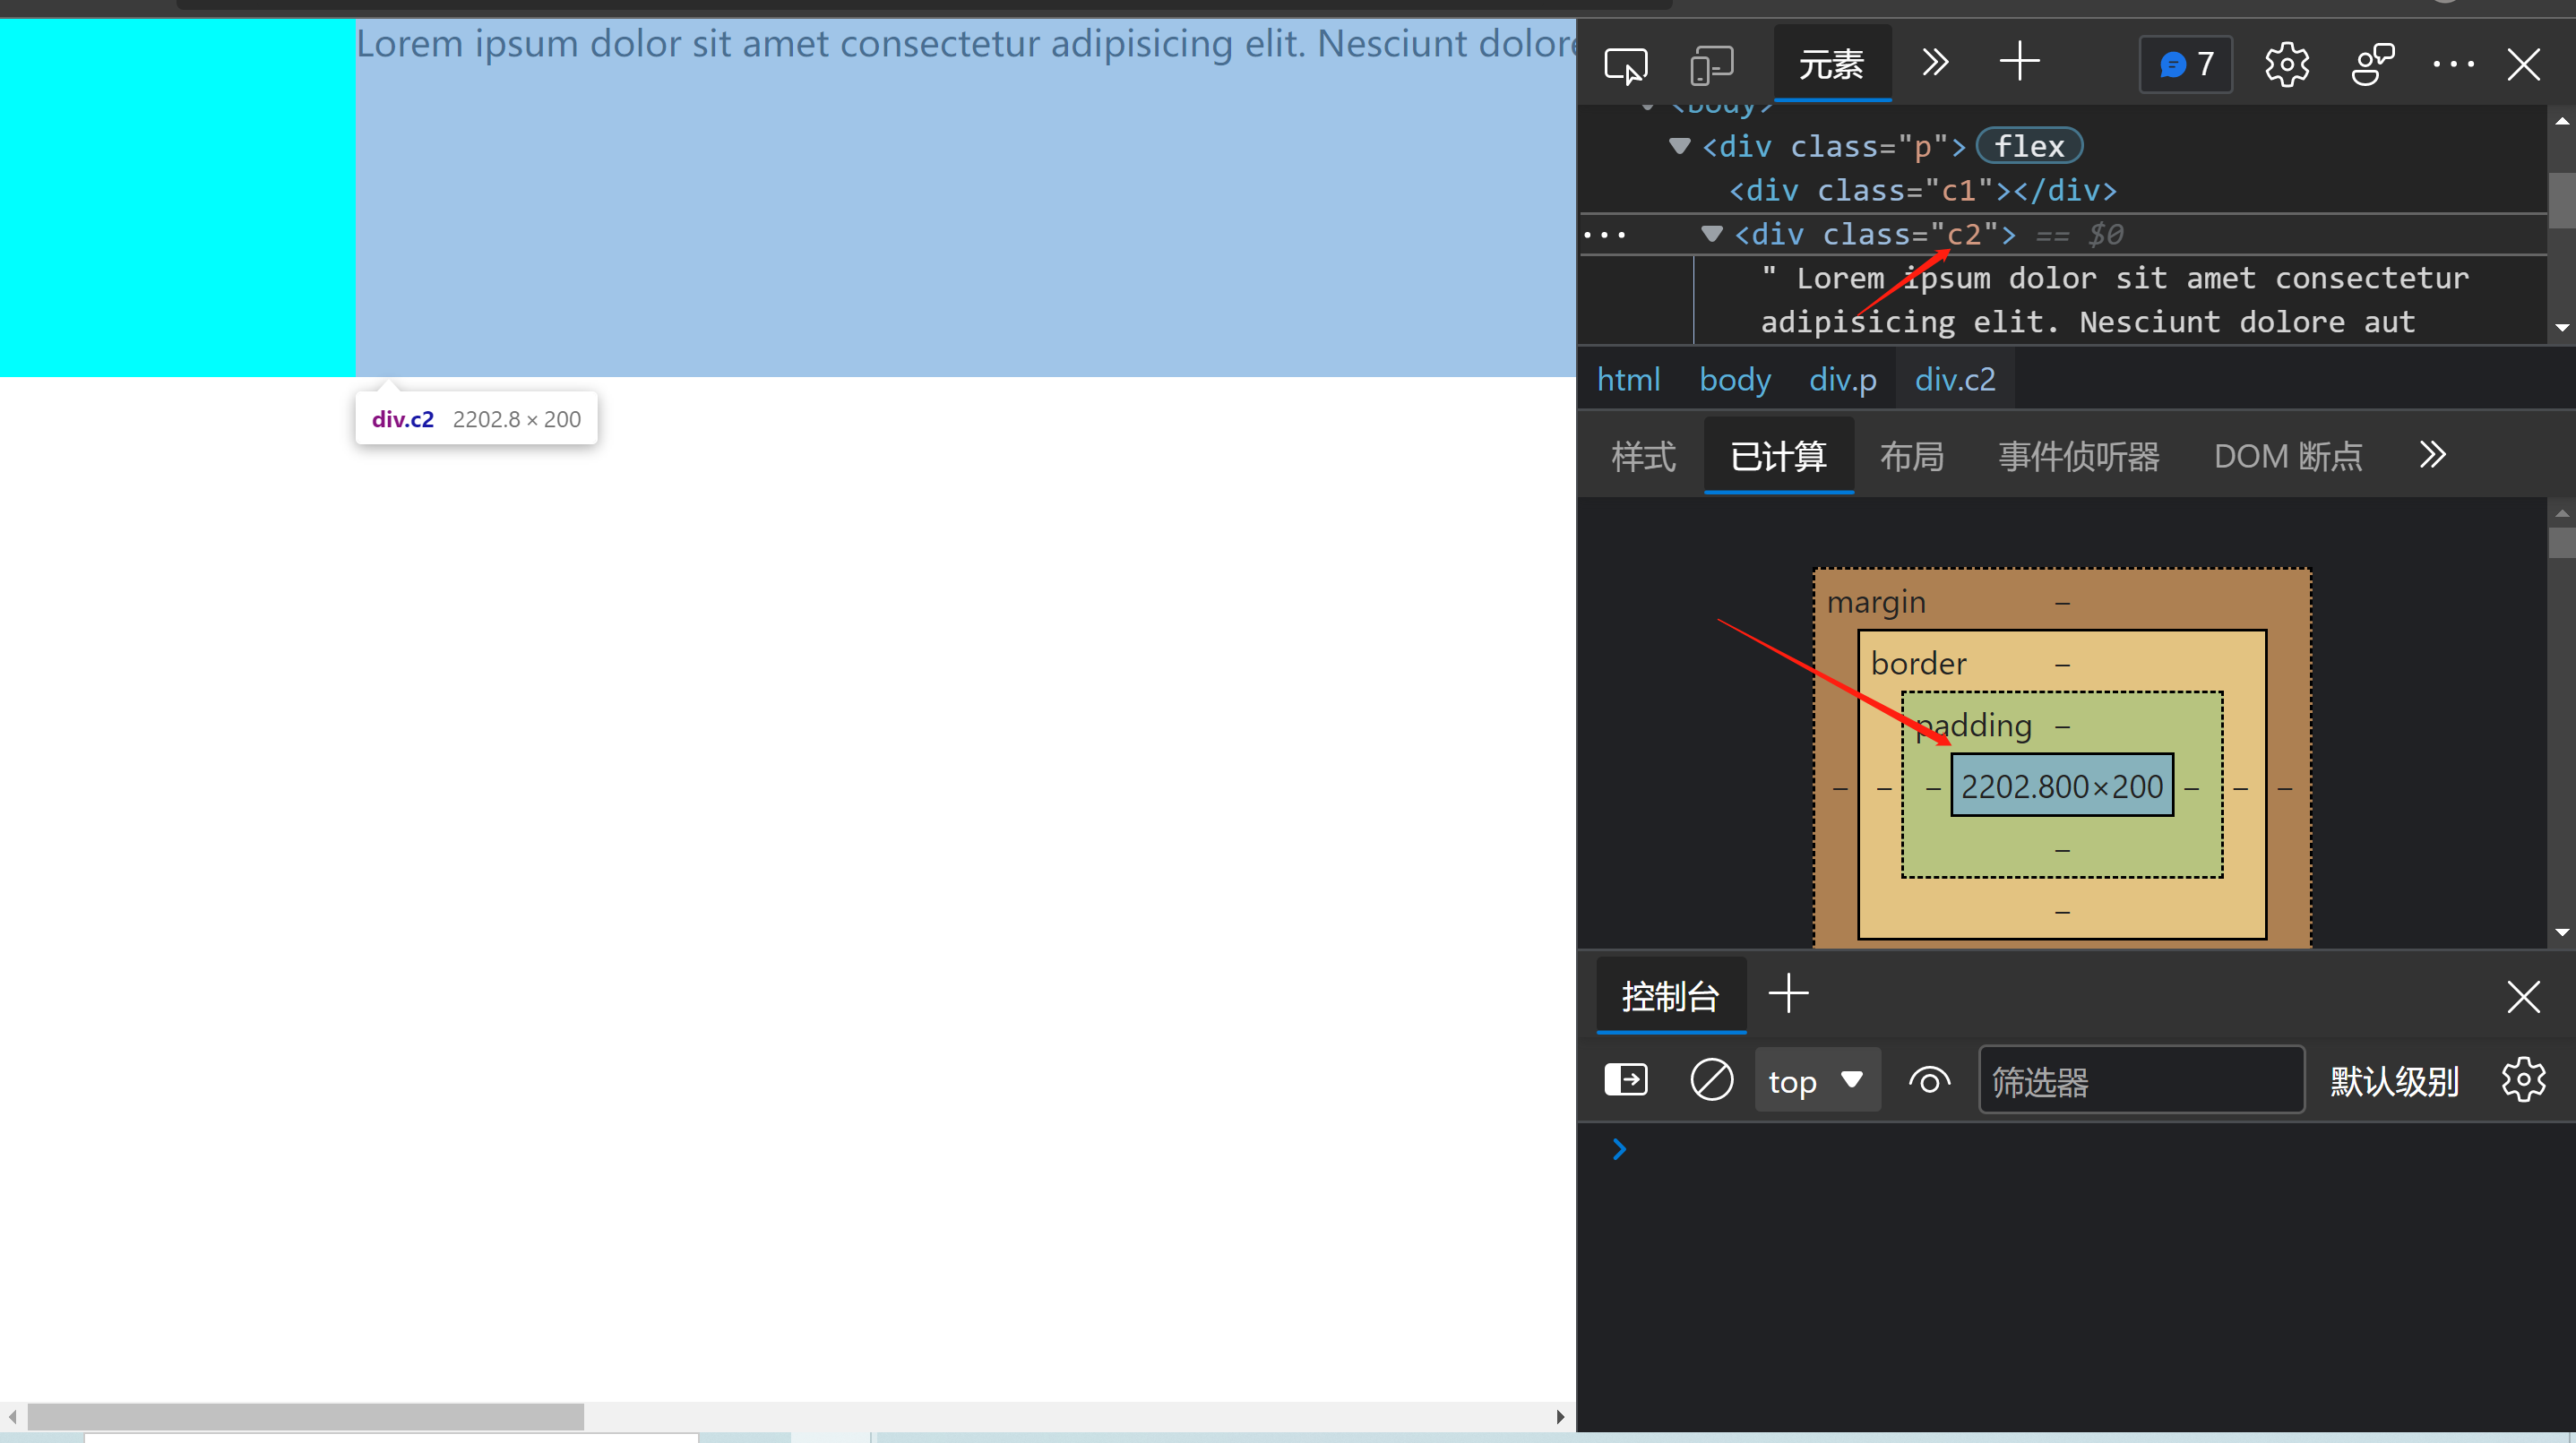 Lorem ipsum dolor sit amet consectetur adipisicing elit. Nesciunt dolore
div.c2 2202.8 × 200
元素
7
<body>
<div class="p"> flex
<div class="c1"></div>
<div class="c2"> == $0
" Lorem ipsum dolor sit amet consectetur
adipisicing elit. Nesciunt dolore aut
html body div.p div.c2
样式 已计算 布局 事件侦听器 DOM 断点
margin –
border –
padding –
– – – 2202.800×200 – – –
–
–
控制台
top 筛选器 默认级别